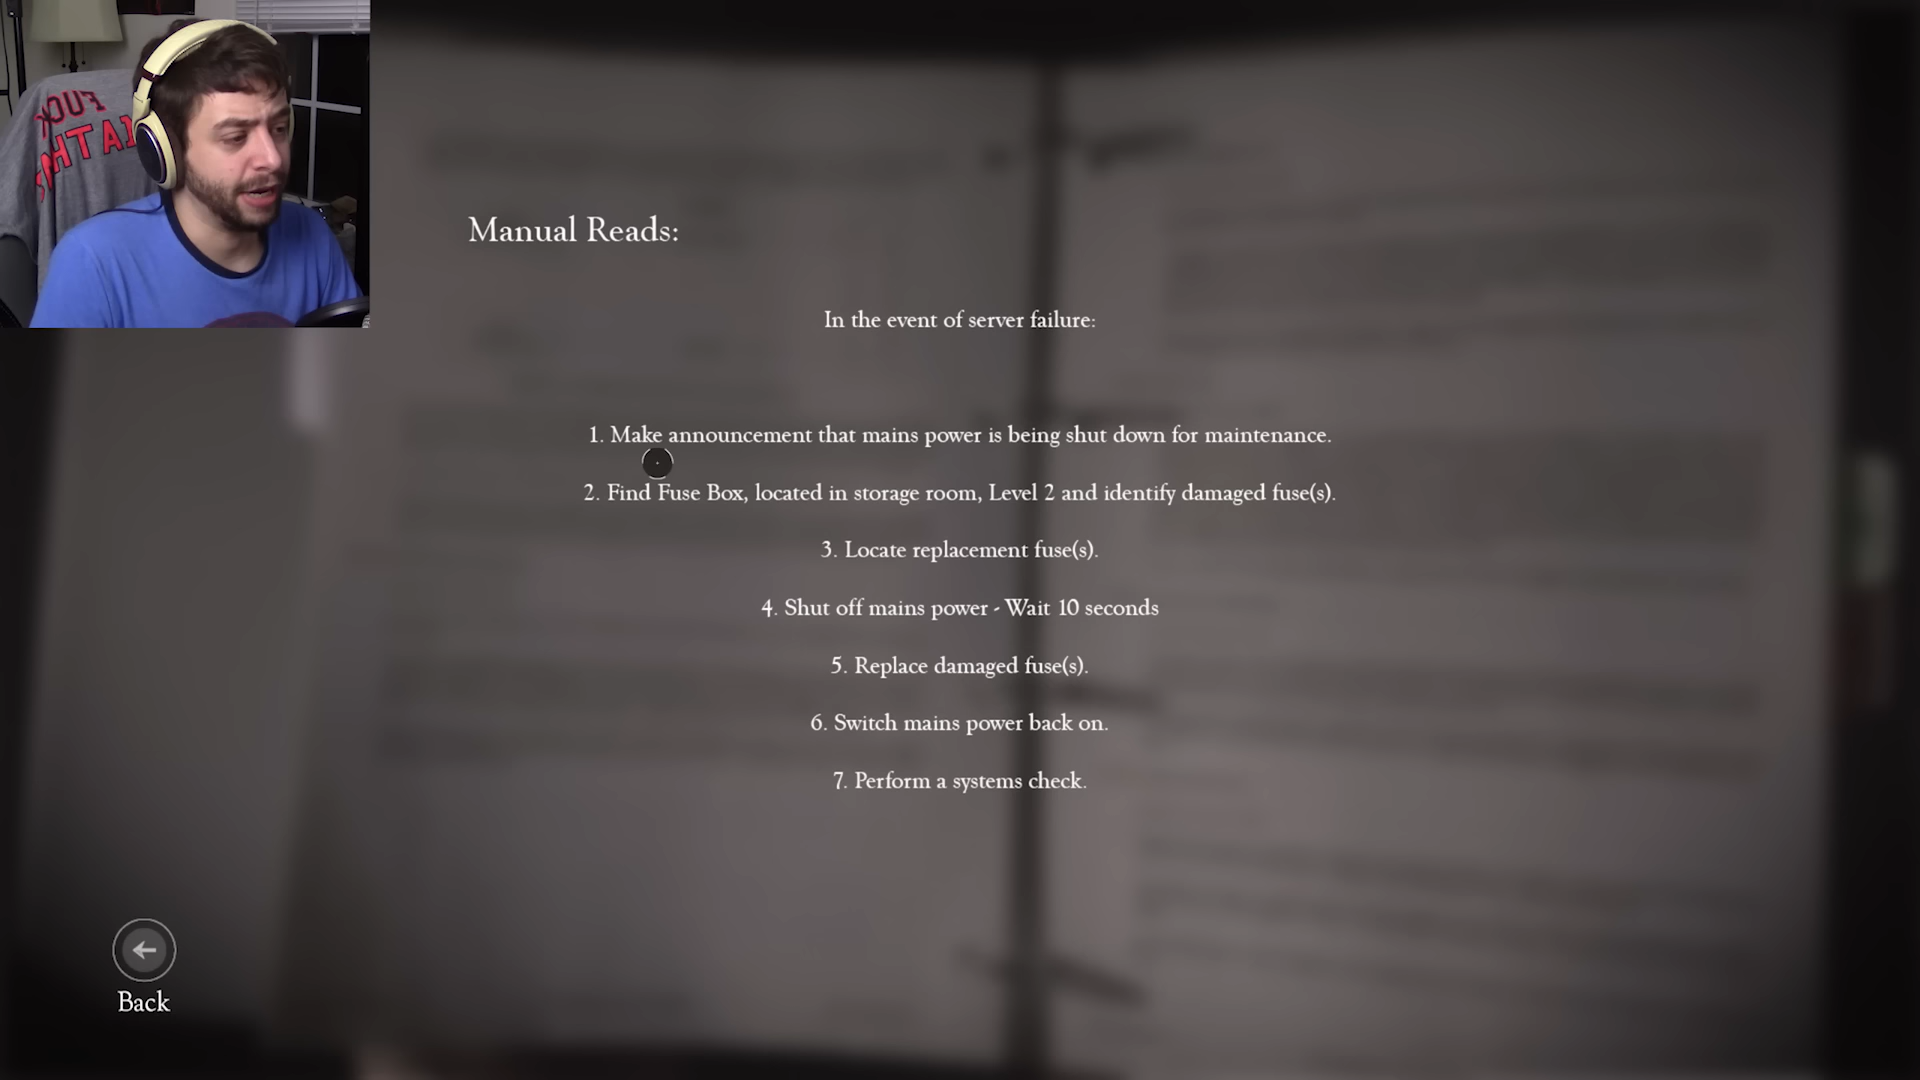 FUCK
Manual Reads:
In the event of server failure:
1. Make announcement that mains power is being shut down for maintenance.
2. Find Fuse Box, located in storage room, Level 2 and identify damaged fuse(s).
3. Locate replacement fuse(s).
4. Shut off mains power - Wait 10 seconds
5. Replace damaged fuse(s).
6. Switch mains power back on.
7. Perform a systems check.
Back